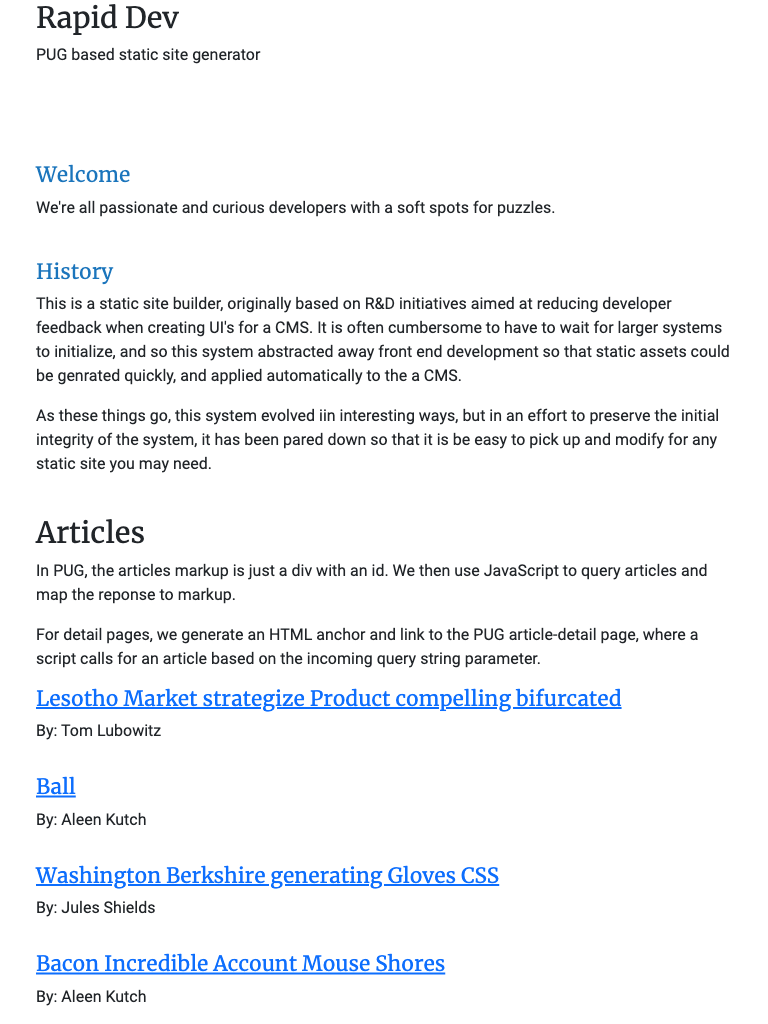 Rapid Dev
PUG based static site generator
Welcome
We're all passionate and curious developers with a soft spots for puzzles.
History
This is a static site builder, originally based on R&D initiatives aimed at reducing developer
feedback when creating UI's for a CMS. It is often cumbersome to have to wait for larger systems
to initialize, and so this system abstracted away front end development so that static assets could
be genrated quickly, and applied automatically to the a CMS.
As these things go, this system evolved iin interesting ways, but in an effort to preserve the initial
integrity of the system, it has been pared down so that it is be easy to pick up and modify for any
static site you may need.
Articles
In PUG, the articles markup is just a div with an id. We then use JavaScript to query articles and
map the reponse to markup.
For detail pages, we generate an HTML anchor and link to the PUG article-detail page, where a
script calls for an article based on the incoming query string parameter.
Lesotho Market strategize Product compelling bifurcated
By: Tom Lubowitz
Ball
By: Aleen Kutch
Washington Berkshire generating Gloves CSS
By: Jules Shields
Bacon Incredible Account Mouse Shores
By: Aleen Kutch